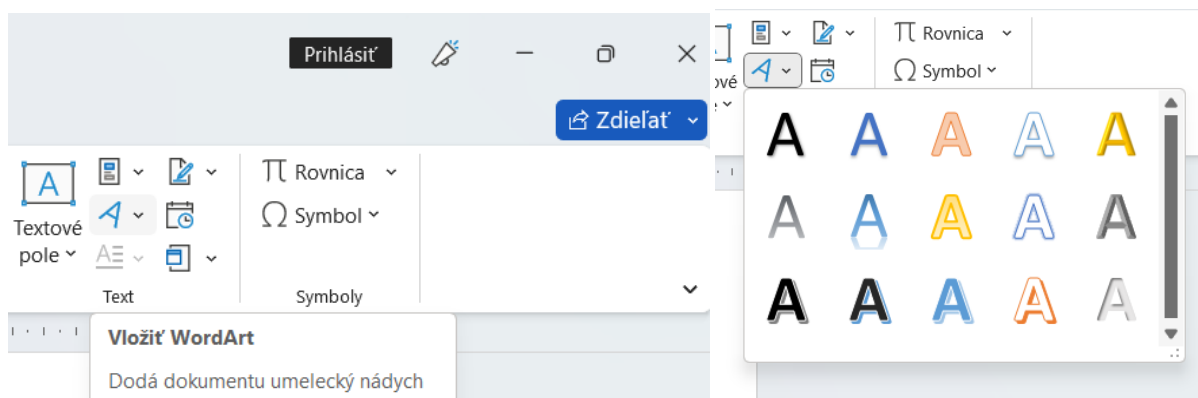 Prihlásiť
Zdieľať
A
Textové
pole
Rovnica
Symbol
Text
Symboly
Vložiť WordArt
Dodá dokumentu umelecký nádych
ové
Rovnica
Symbol
A A A A A
A A A A A
A A A A A